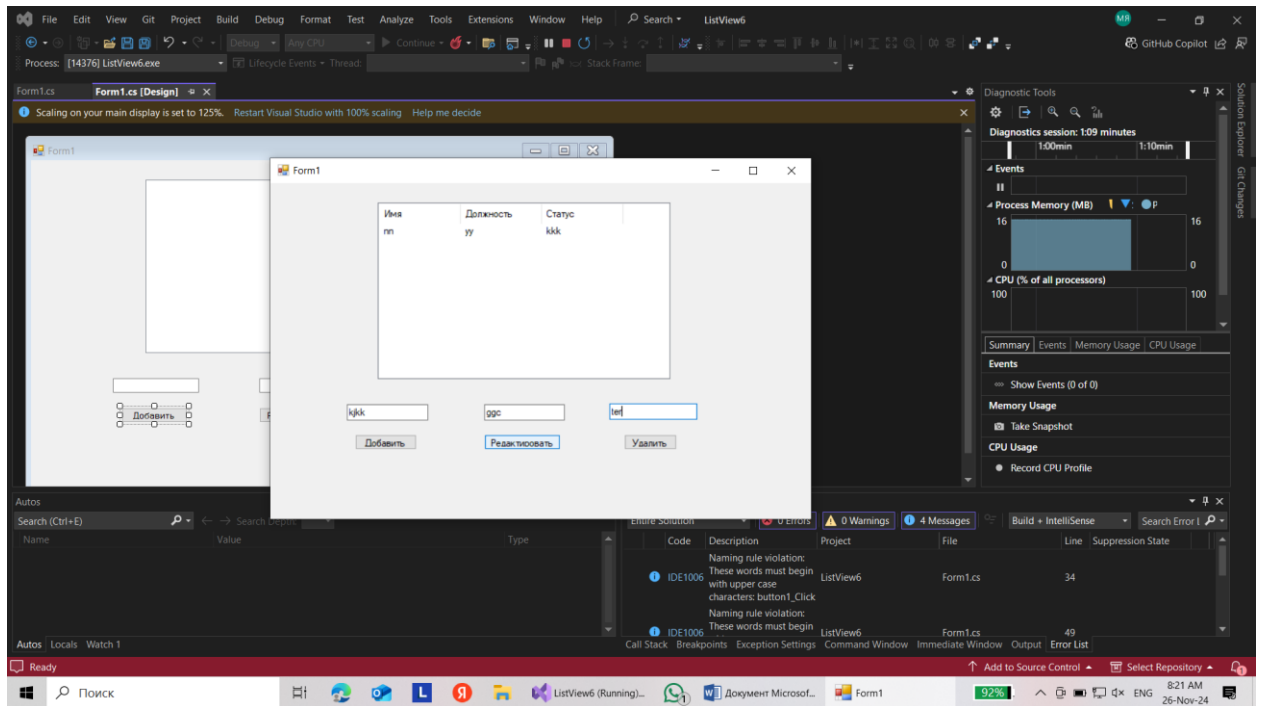 File Edit View Git Project Build Debug Format Test Analyze Tools Extensions Window Help Search ListView6 MЯ
Debug Any CPU Continue GitHub Copilot
Process: [14376] ListView6.exe Lifecycle Events Thread: Stack Frame:
Form1.cs Form1.cs [Design]
Scaling on your main display is set to 125%. Restart Visual Studio with 100% scaling Help me decide
Form1
Добавить
Form1
Имя Должность Статус
nn yy kkk
kjkk ggc ter
Добавить Редактировать Удалить
Diagnostic Tools
Diagnostics session: 1:09 minutes
1:00min 1:10min
Events
Process Memory (MB) P
16 16
0 0
CPU (% of all processors)
100 100
Summary Events Memory Usage CPU Usage
Events
Show Events (0 of 0)
Memory Usage
Take Snapshot
CPU Usage
Record CPU Profile
Solution Explorer
Git Changes
Autos
Search (Ctrl+E) Search Depth:
Name Value Type
Autos Locals Watch 1
Entire Solution 0 Errors 0 Warnings 4 Messages Build + IntelliSense Search Error L
Code Description Project File Line Suppression State
IDE1006 Naming rule violation: These words must begin with upper case characters: button1_Click ListView6 Form1.cs 34
IDE1006 Naming rule violation: These words must begin ListView6 Form1.cs 49
Call Stack Breakpoints Exception Settings Command Window Immediate Window Output Error List
Ready Add to Source Control Select Repository
Поиск L Я ListView6 (Running)... 1 Документ Microsof... Form1 92% ENG 8:21 AM
26-Nov-24